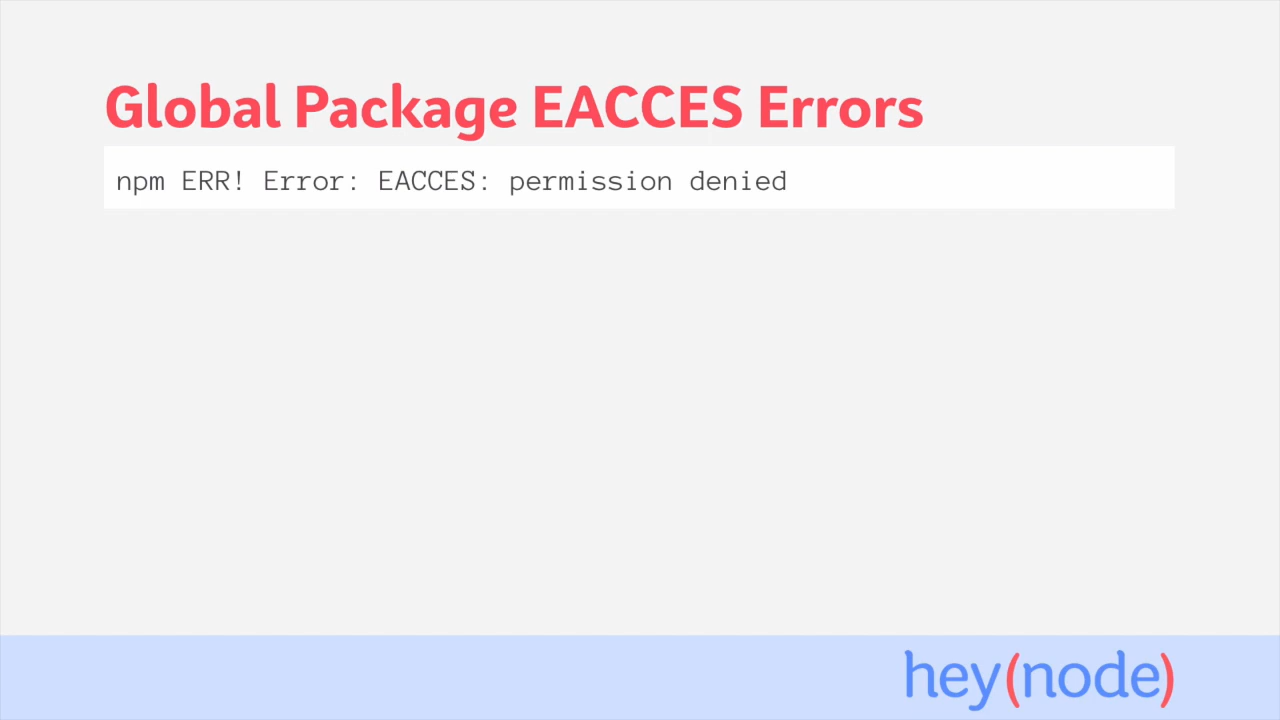 Global Package EACCES Errors
npm ERR! Error: EACCES: permission denied
hey(node)